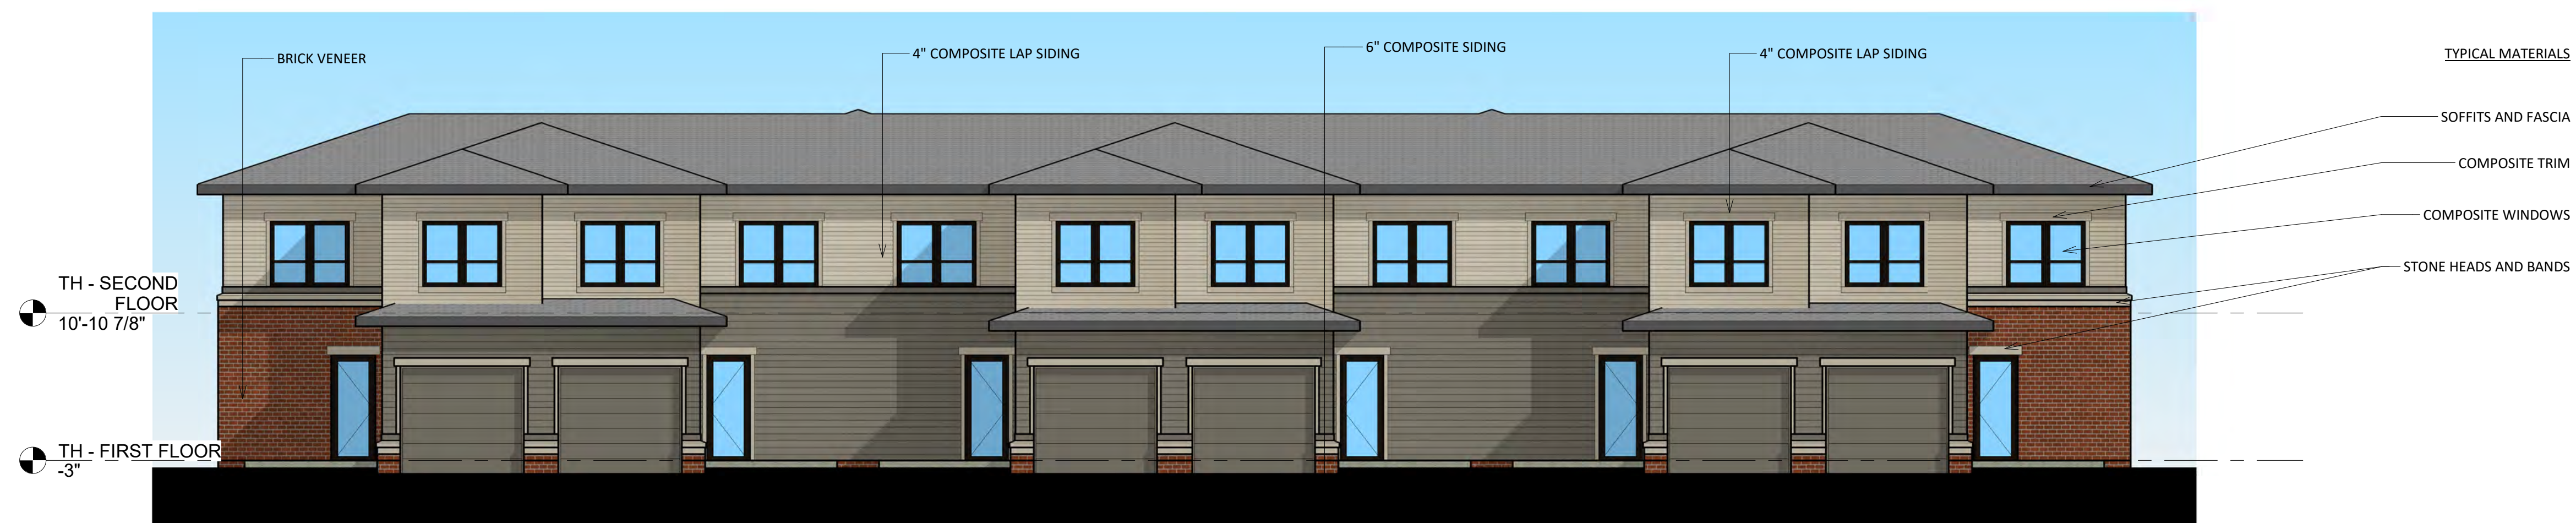 BRICK VENEER
4" COMPOSITE LAP SIDING
6" COMPOSITE SIDING
4" COMPOSITE LAP SIDING
TYPICAL MATERIALS
SOFFITS AND FASCIA
COMPOSITE TRIM
COMPOSITE WINDOWS
STONE HEADS AND BANDS
TH - SECOND
FLOOR
10'-10 7/8"
TH - FIRST FLOOR
-3"